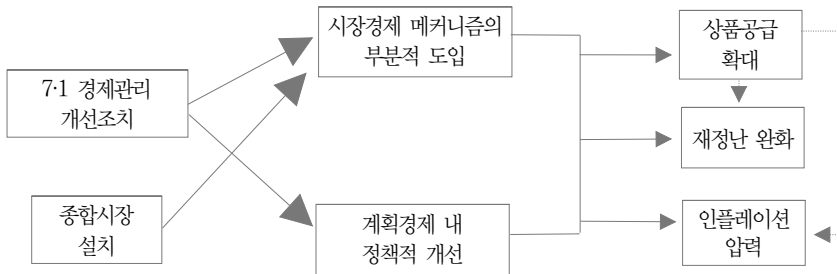 시장경제 메커니즘의
부분적 도입
상품공급
확대
7·1 경제관리
개선조치
재정난 완화
종합시장
설치
계획경제 내
정책적 개선
인플레이션
압력